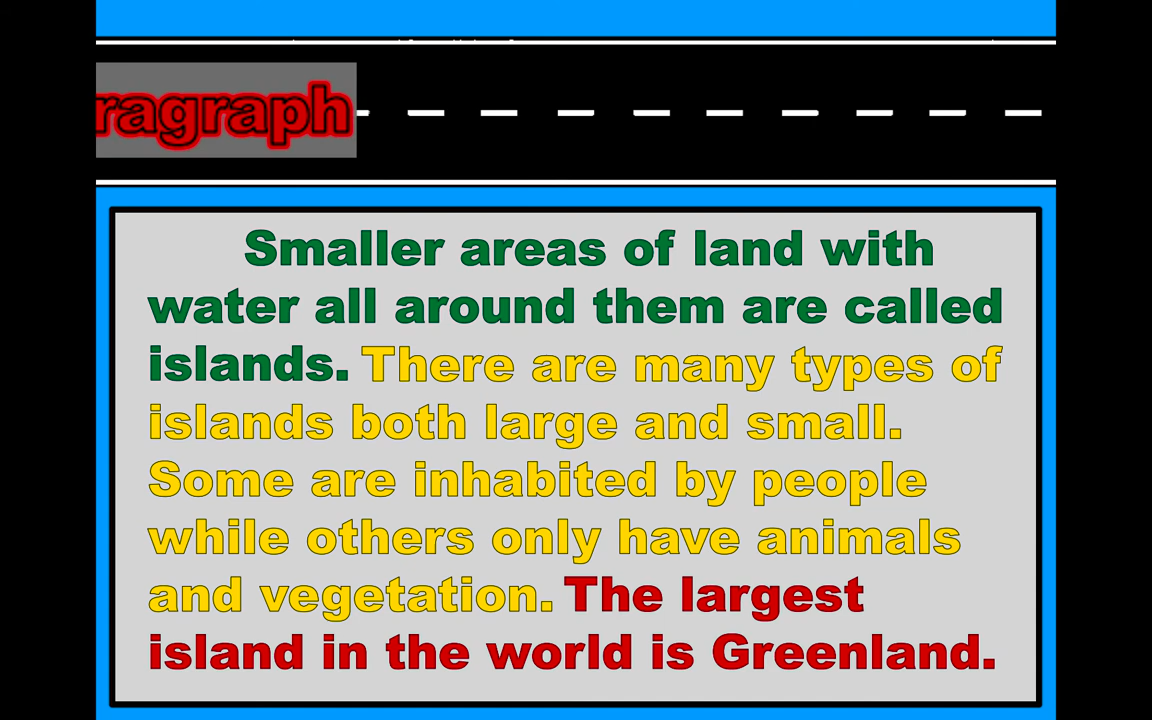 ragraph
Smaller areas of land with
water all around them are called
islands. There are many types of
islands both large and small.
Some are inhabited by people
while others only have animals
and vegetation. The largest
island in the world is Greenland.